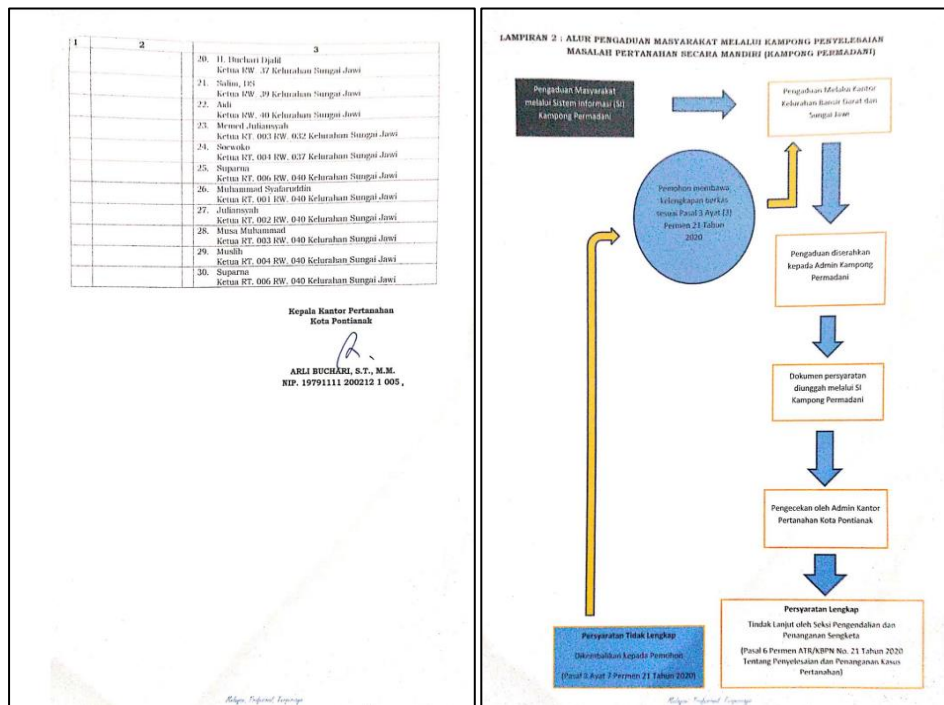 1 2 3
20. H. Buchari Djalil
Ketua RW. 37 Kelurahan Sungai Jawi
21. Salim, HS
Ketua RW. 39 Kelurahan Sungai Jawi
22. Aidi
Ketua RW. 40 Kelurahan Sungai Jawi
23. Memed Juliansyah
Ketua RT. 003 RW. 032 Kelurahan Sungai Jawi
24. Soewoko
Ketua RT. 004 RW. 037 Kelurahan Sungai Jawi
25. Suparna
Ketua RT. 006 RW. 040 Kelurahan Sungai Jawi
26. Muhammad Syafaruddin
Ketua RT. 001 RW. 040 Kelurahan Sungai Jawi
27. Juliansyah
Ketua RT. 002 RW. 040 Kelurahan Sungai Jawi
28. Musa Muhammad
Ketua RT. 003 RW. 040 Kelurahan Sungai Jawi
29. Muslih
Ketua RT. 004 RW. 040 Kelurahan Sungai Jawi
30. Suparna
Ketua RT. 006 RW. 040 Kelurahan Sungai Jawi
Kepala Kantor Pertanahan
Kota Pontianak
ARLI BUCHARI, S.T., M.M.
NIP. 19791111 200212 1 005
LAMPIRAN 2 : ALUR PENGADUAN MASYARAKAT MELALUI KAMPONG PENYELESAIAN
MASALAH PERTANAHAN SECARA MANDIRI (KAMPONG PERMADANI)
Pengaduan Masyarakat
melalui Sistem Informasi (SI)
Kampong Permadani
Pengaduan Melalui Kantor
Kelurahan Bansir Darat dan
Sungai Jawi
Pemohon membawa
kelengkapan berkas
sesuai Pasal 3 Ayat (3)
Permen 21 Tahun
2020
Pengaduan diserahkan
kepada Admin Kampong
Permadani
Dokumen persyaratan
diunggah melalui SI
Kampong Permadani
Pengecekan oleh Admin Kantor
Pertanahan Kota Pontianak
Persyaratan Tidak Lengkap
Dikembalikan kepada Pemohon
(Pasal 3 Ayat 7 Permen 21 Tahun 2020)
Persyaratan Lengkap
Tindak Lanjut oleh Seksi Pengendalian dan
Penanganan Sengketa
(Pasal 6 Permen ATR/KBPN No. 21 Tahun 2020
Tentang Penyelesaian dan Penanganan Kasus
Pertanahan)